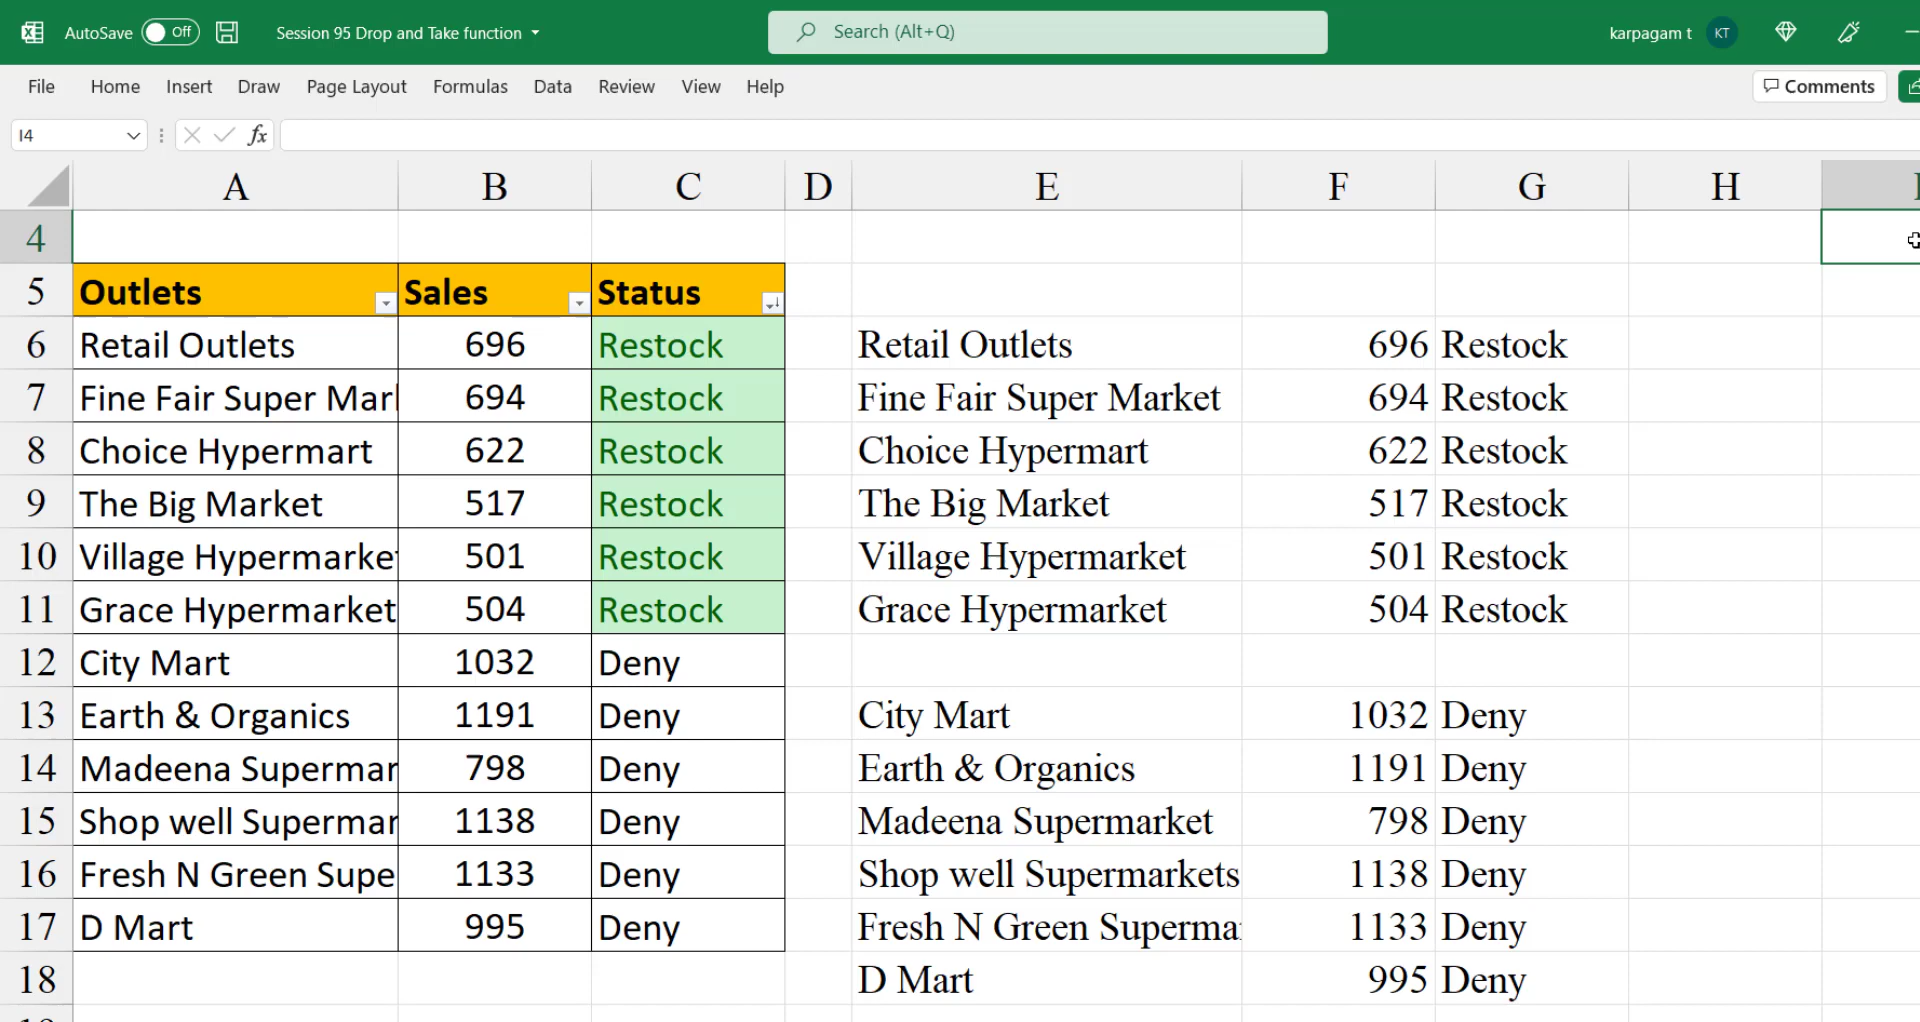 AutoSave Off Session 95 Drop and Take function Search (Alt+Q) karpagam t KT
File Home Insert Draw Page Layout Formulas Data Review View Help Comments
I4 fx
A B C D E F G H
4
5 Outlets Sales Status
6 Retail Outlets 696 Restock Retail Outlets 696 Restock
7 Fine Fair Super Mar 694 Restock Fine Fair Super Market 694 Restock
8 Choice Hypermart 622 Restock Choice Hypermart 622 Restock
9 The Big Market 517 Restock The Big Market 517 Restock
10 Village Hypermarket 501 Restock Village Hypermarket 501 Restock
11 Grace Hypermarket 504 Restock Grace Hypermarket 504 Restock
12 City Mart 1032 Deny
13 Earth & Organics 1191 Deny City Mart 1032 Deny
14 Madeena Supermar 798 Deny Earth & Organics 1191 Deny
15 Shop well Supermar 1138 Deny Madeena Supermarket 798 Deny
16 Fresh N Green Supe 1133 Deny Shop well Supermarkets 1138 Deny
17 D Mart 995 Deny Fresh N Green Superma 1133 Deny
18 D Mart 995 Deny